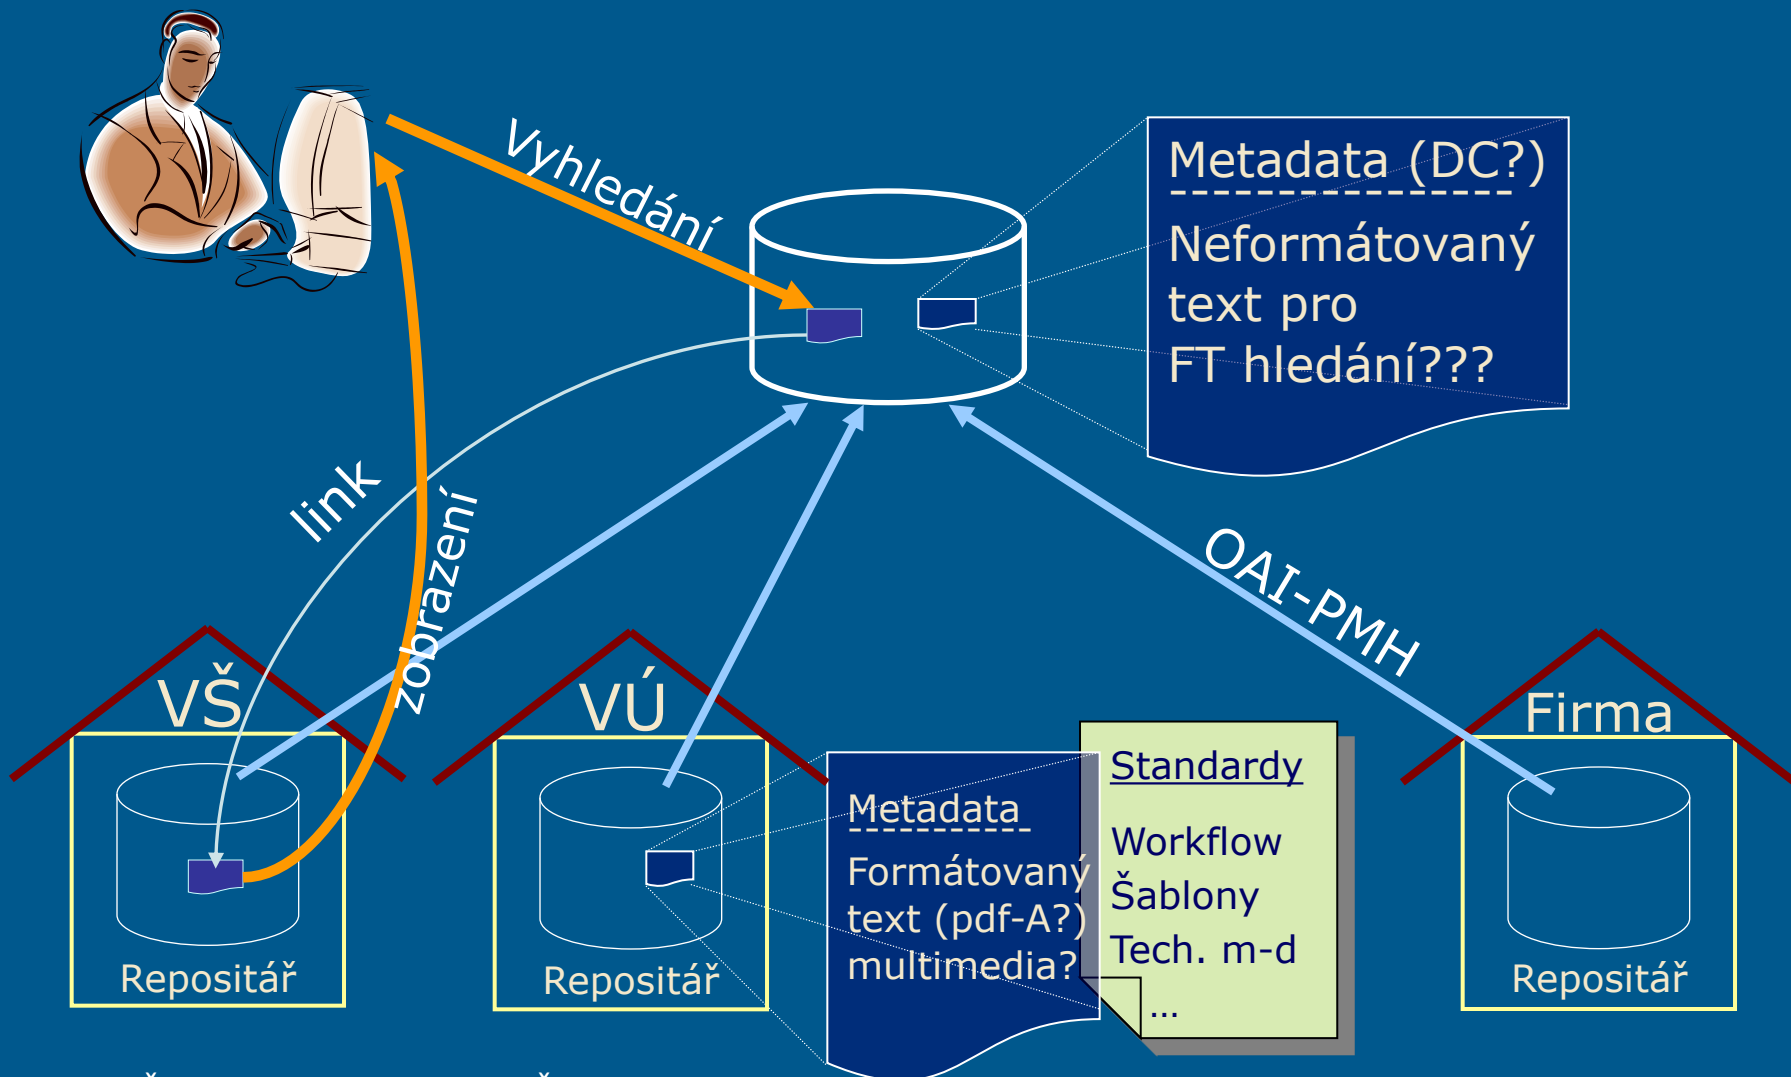 Vyhledání
Metadata (DC?)
Neformátovaný
text pro
FT hledání???
link
zobrazení
OAI-PMH
VŠ
VÚ
Firma
Standardy
Workflow
Šablony
Tech. m-d
...
Metadata
Formátovaný
text (pdf-A?)
multimedia?
Repositář
Repositář
Repositář